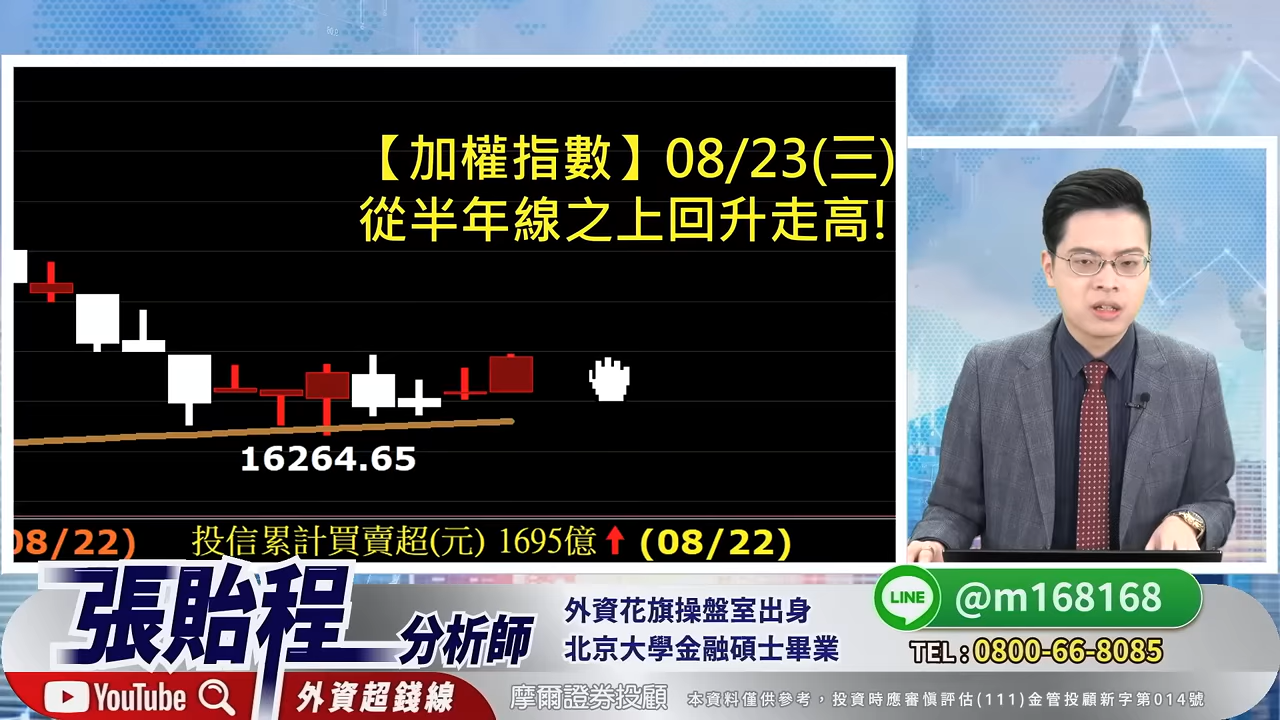 【加權指數】08/23(三)
從半年線之上回升走高!
16264.65
08/22) 投信累計買賣超(元) 1695億 (08/22)
張貽程 分析師
外資花旗操盤室出身
北京大學金融碩士畢業
LINE @m168168
TEL : 0800-66-8085
YouTube 外資超錢線
摩爾證券投顧 本資料僅供參考，投資時應審慎評估(111)金管投顧新字第014號